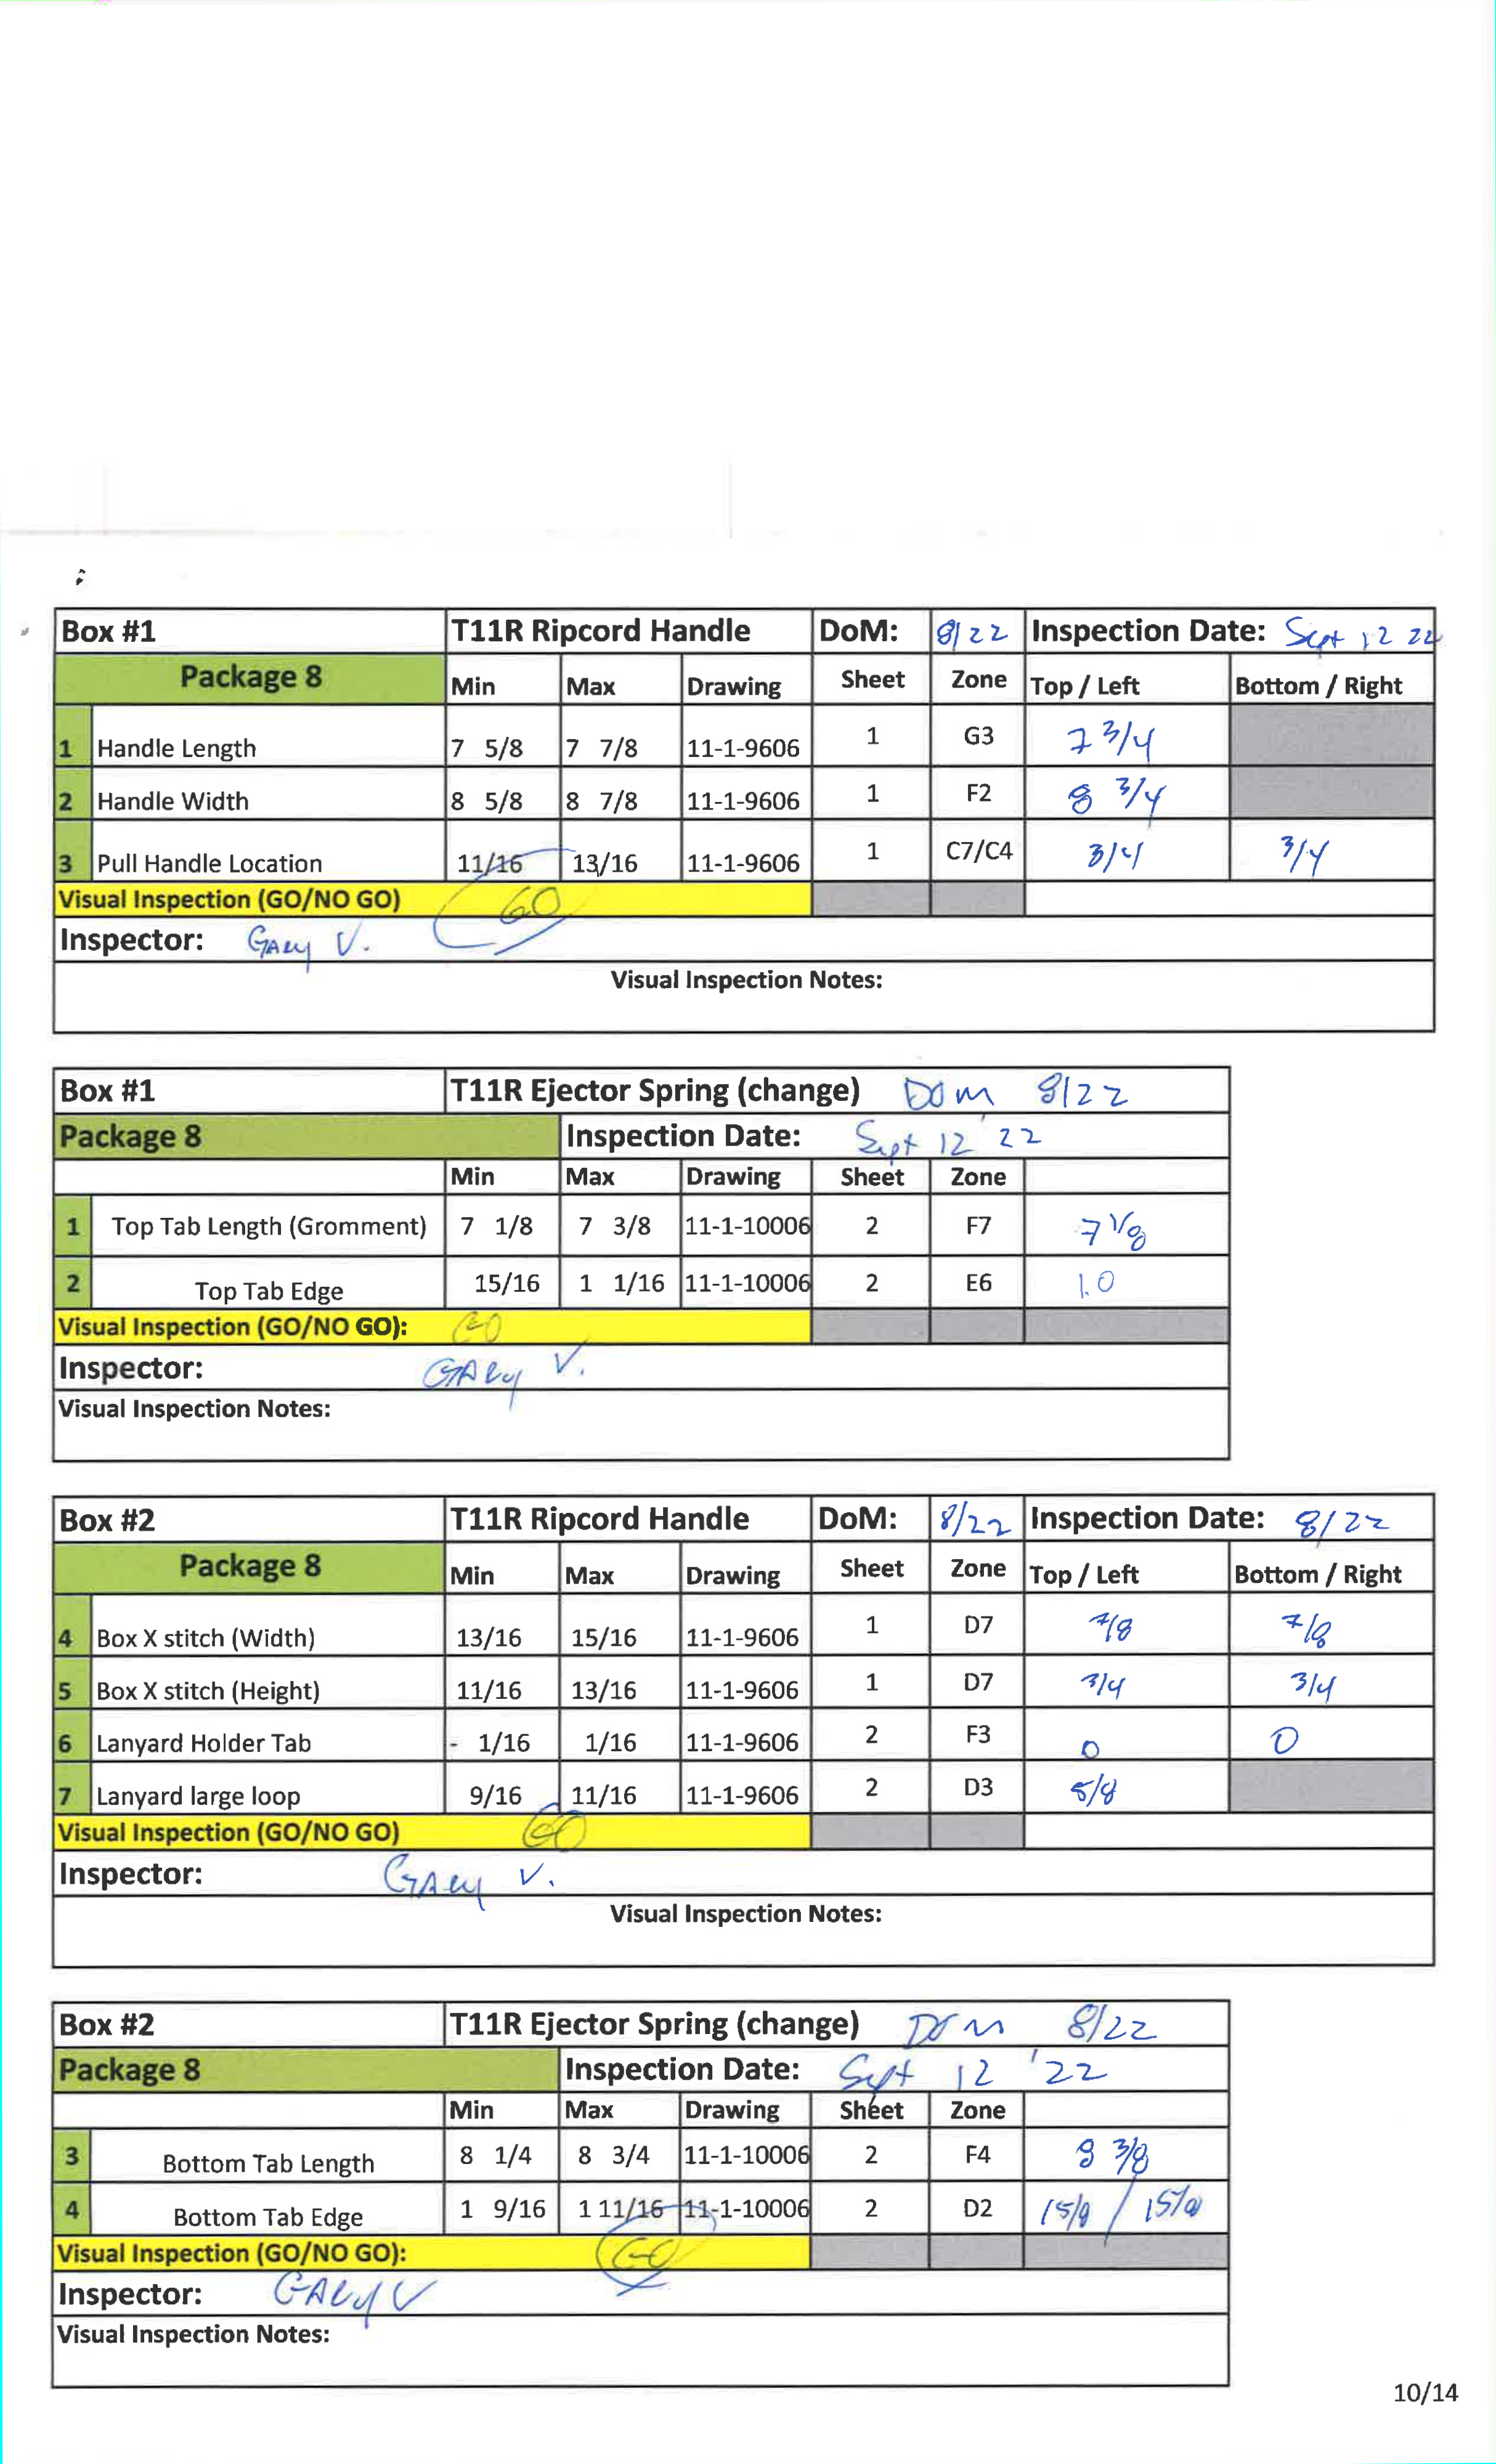 Box #1 T11R Ripcord Handle DoM: 8/22 Inspection Date: Sept 12 22
Package 8 Min Max Drawing Sheet Zone Top / Left Bottom / Right
1 Handle Length 7 5/8 7 7/8 11-1-9606 1 G3 7 3/4
2 Handle Width 8 5/8 8 7/8 11-1-9606 1 F2 8 3/4
3 Pull Handle Location 11/16 13/16 11-1-9606 1 C7/C4 3/4 3/4
Visual Inspection (GO/NO GO) GO
Inspector: GARY V.
Visual Inspection Notes:
Box #1 T11R Ejector Spring (change) DOM 8/22
Package 8 Inspection Date: Sept 12 '22
Min Max Drawing Sheet Zone
1 Top Tab Length (Gromment) 7 1/8 7 3/8 11-1-10006 2 F7 7 1/8
2 Top Tab Edge 15/16 1 1/16 11-1-10006 2 E6 1.0
Visual Inspection (GO/NO GO): GO
Inspector: GARY V.
Visual Inspection Notes:
Box #2 T11R Ripcord Handle DoM: 8/22 Inspection Date: 8/22
Package 8 Min Max Drawing Sheet Zone Top / Left Bottom / Right
4 Box X stitch (Width) 13/16 15/16 11-1-9606 1 D7 7/8 7/8
5 Box X stitch (Height) 11/16 13/16 11-1-9606 1 D7 3/4 3/4
6 Lanyard Holder Tab - 1/16 1/16 11-1-9606 2 F3 0 0
7 Lanyard large loop 9/16 11/16 11-1-9606 2 D3 5/8
Visual Inspection (GO/NO GO) GO
Inspector: GARY V.
Visual Inspection Notes:
Box #2 T11R Ejector Spring (change) DOM 8/22
Package 8 Inspection Date: Sept 12 '22
Min Max Drawing Sheet Zone
3 Bottom Tab Length 8 1/4 8 3/4 11-1-10006 2 F4 8 3/8
4 Bottom Tab Edge 1 9/16 1 11/16 11-1-10006 2 D2 1 5/8 / 1 5/8
Visual Inspection (GO/NO GO): GO
Inspector: GARY V
Visual Inspection Notes:
10/14